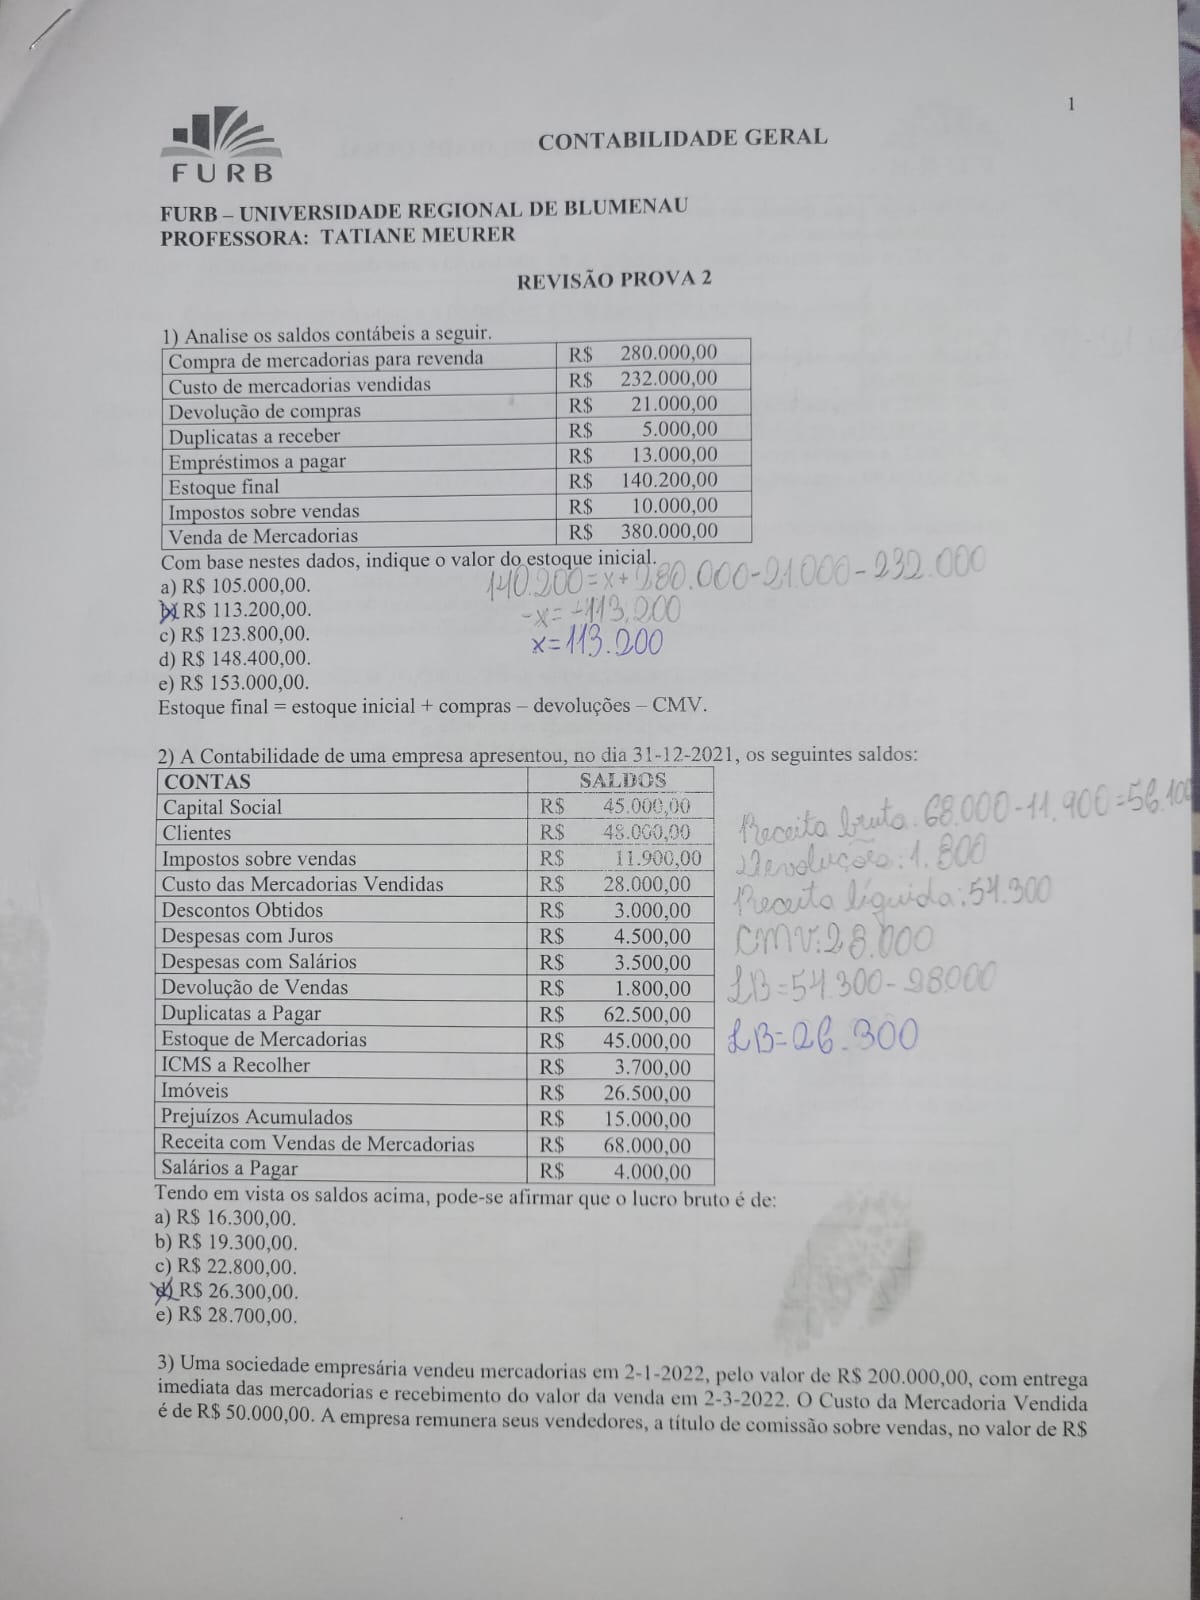 1
FURB
CONTABILIDADE GERAL
FURB – UNIVERSIDADE REGIONAL DE BLUMENAU
PROFESSORA: TATIANE MEURER
REVISÃO PROVA 2
1) Analise os saldos contábeis a seguir.
Compra de mercadorias para revenda R$ 280.000,00
Custo de mercadorias vendidas R$ 232.000,00
Devolução de compras R$ 21.000,00
Duplicatas a receber R$ 5.000,00
Empréstimos a pagar R$ 13.000,00
Estoque final R$ 140.200,00
Impostos sobre vendas R$ 10.000,00
Venda de Mercadorias R$ 380.000,00
Com base nestes dados, indique o valor do estoque inicial.
140.200=x+280.000-21.000-232.000
a) R$ 105.000,00.
b) R$ 113.200,00.
-x=-113.200
c) R$ 123.800,00.
x=113.200
d) R$ 148.400,00.
e) R$ 153.000,00.
Estoque final = estoque inicial + compras – devoluções – CMV.
2) A Contabilidade de uma empresa apresentou, no dia 31-12-2021, os seguintes saldos:
CONTAS SALDOS
Capital Social R$ 45.000,00
Clientes R$ 48.000,00
Impostos sobre vendas R$ 11.900,00
Custo das Mercadorias Vendidas R$ 28.000,00
Descontos Obtidos R$ 3.000,00
Despesas com Juros R$ 4.500,00
Despesas com Salários R$ 3.500,00
Devolução de Vendas R$ 1.800,00
Duplicatas a Pagar R$ 62.500,00
Estoque de Mercadorias R$ 45.000,00
ICMS a Recolher R$ 3.700,00
Imóveis R$ 26.500,00
Prejuízos Acumulados R$ 15.000,00
Receita com Vendas de Mercadorias R$ 68.000,00
Salários a Pagar R$ 4.000,00
Receita bruta: 68.000-11.900=56.100
Devoluções: 1.800
Receita líquida: 54.300
CMV: 28.000
LB=54.300-28000
LB=26.300
Tendo em vista os saldos acima, pode-se afirmar que o lucro bruto é de:
a) R$ 16.300,00.
b) R$ 19.300,00.
c) R$ 22.800,00.
d) R$ 26.300,00.
e) R$ 28.700,00.
3) Uma sociedade empresária vendeu mercadorias em 2-1-2022, pelo valor de R$ 200.000,00, com entrega
imediata das mercadorias e recebimento do valor da venda em 2-3-2022. O Custo da Mercadoria Vendida
é de R$ 50.000,00. A empresa remunera seus vendedores, a título de comissão sobre vendas, no valor de R$